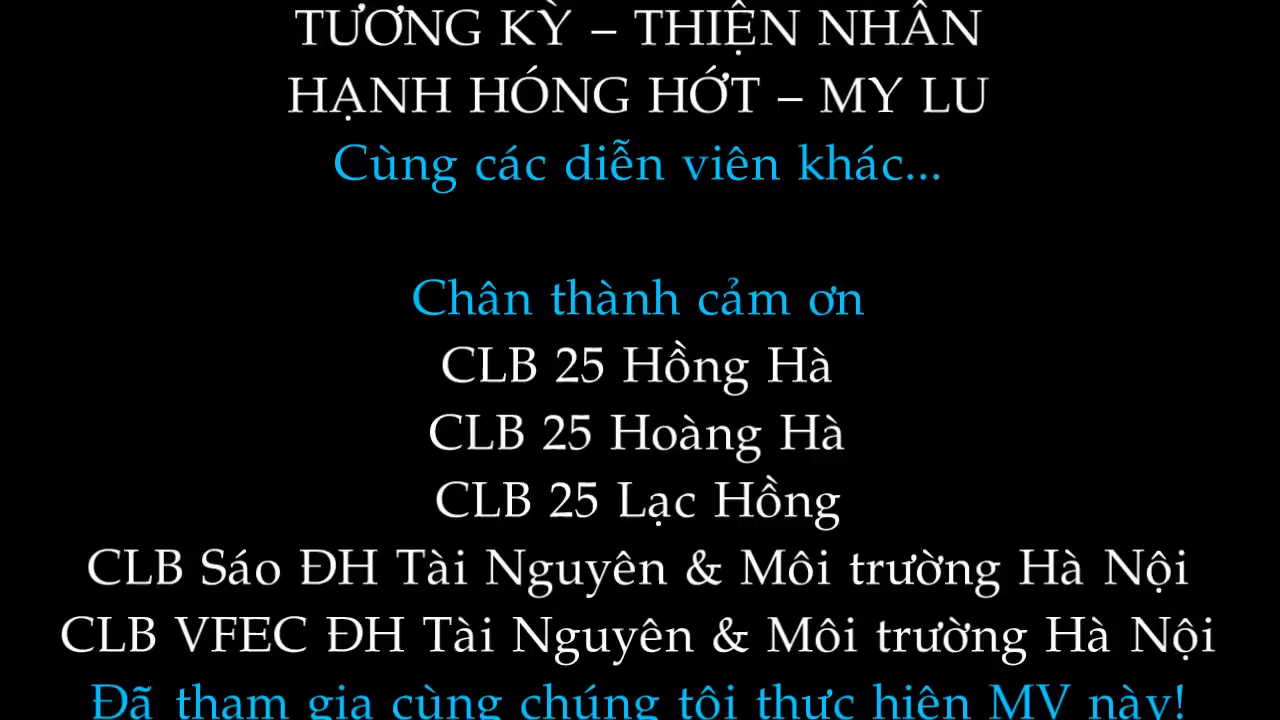 TƯƠNG KỲ – THIỆN NHÂN
HẠNH HÓNG HỚT – MY LU
Cùng các diễn viên khác...
Chân thành cảm ơn
CLB 25 Hồng Hà
CLB 25 Hoàng Hà
CLB 25 Lạc Hồng
CLB Sáo ĐH Tài Nguyên & Môi trường Hà Nội
CLB VFEC ĐH Tài Nguyên & Môi trường Hà Nội
Đã tham gia cùng chúng tôi thực hiện MV này!